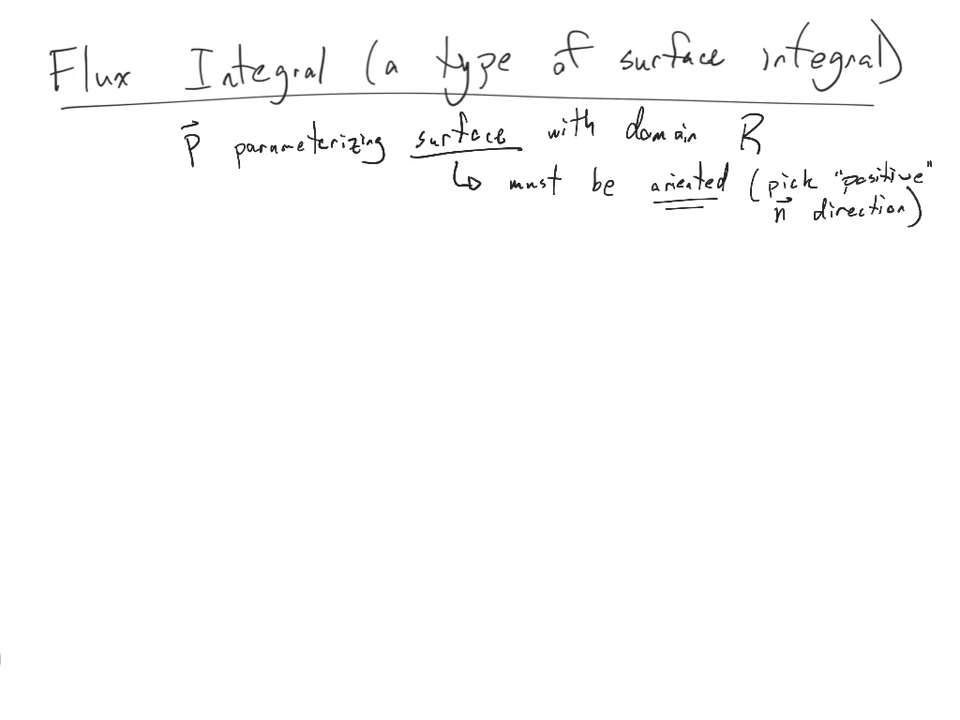 Flux Integral (a type of surface integral)
P⃗ parameterizing surface with domain R
↳ must be oriented (pick "positive"
n⃗ direction)